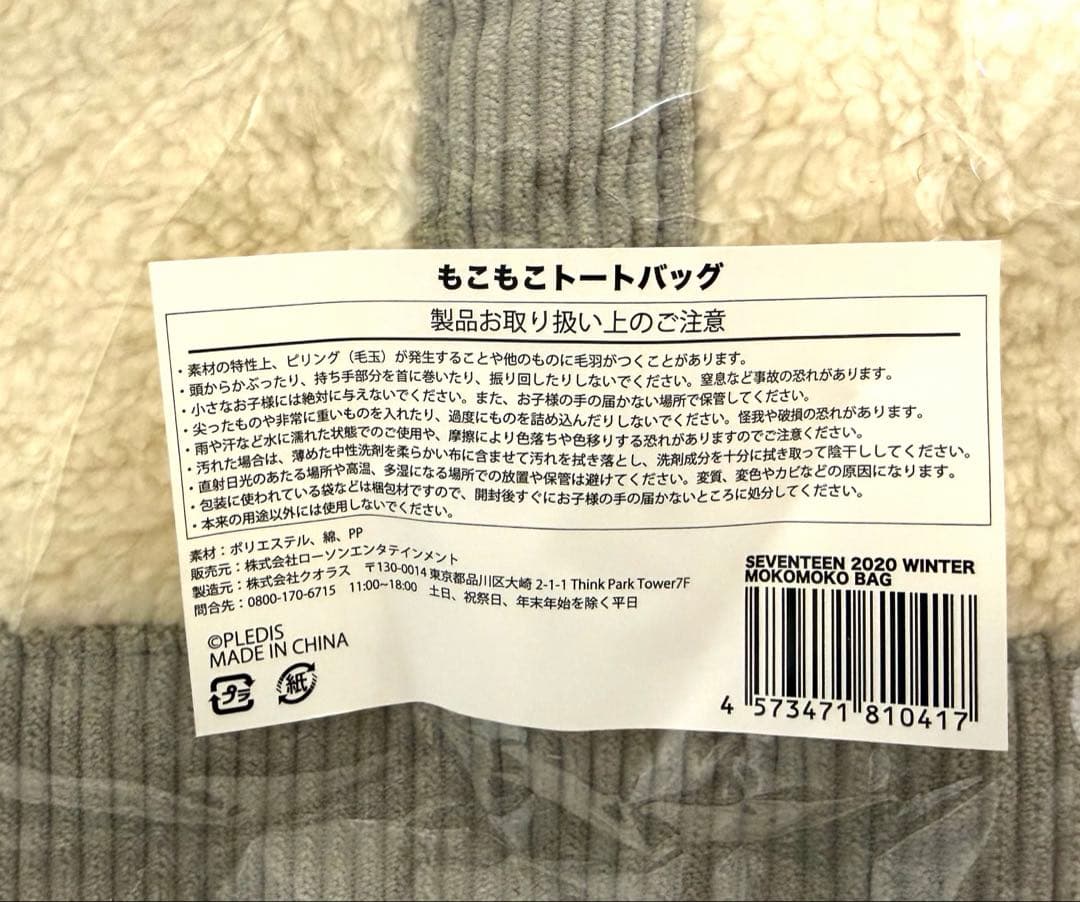 もこもこトートバッグ
製品お取り扱い上のご注意
・素材の特性上、ピリング（毛玉）が発生することや他のものに毛羽がつくことがあります。
・頭からかぶったり、持ち手部分を首に巻いたり、振り回したりしないでください。窒息など事故の恐れがあります。
・小さなお子様には絶対に与えないでください。また、お子様の手の届かない場所で保管してください。
・尖ったものや非常に重いものを入れたり、過度にものを詰め込んだりしないでください。怪我や破損の恐れがあります。
・雨や汗など水に濡れた状態でのご使用や、摩擦により色落ちや色移りする恐れがありますのでご注意ください。
・汚れた場合は、薄めた中性洗剤を柔らかい布に含ませて汚れを拭き落とし、洗剤成分を十分に拭き取って陰干ししてください。
・直射日光のあたる場所や高温、多湿になる場所での放置や保管は避けてください。変質、変色やカビなどの原因になります。
・包装に使われている袋などは梱包材ですので、開封後すぐにお子様の手の届かないところに処分してください。
・本来の用途以外には使用しないでください。
素材：ポリエステル、綿、PP
販売元：株式会社ローソンエンタテインメント
製造元：株式会社クオラス　〒130-0014 東京都品川区大崎 2-1-1 Think Park Tower7F
問合先：0800-170-6715　11:00~18:00　土日、祝祭日、年末年始を除く平日
©PLEDIS
MADE IN CHINA
プラ 紙
SEVENTEEN 2020 WINTER
MOKOMOKO BAG
4 573471 810417